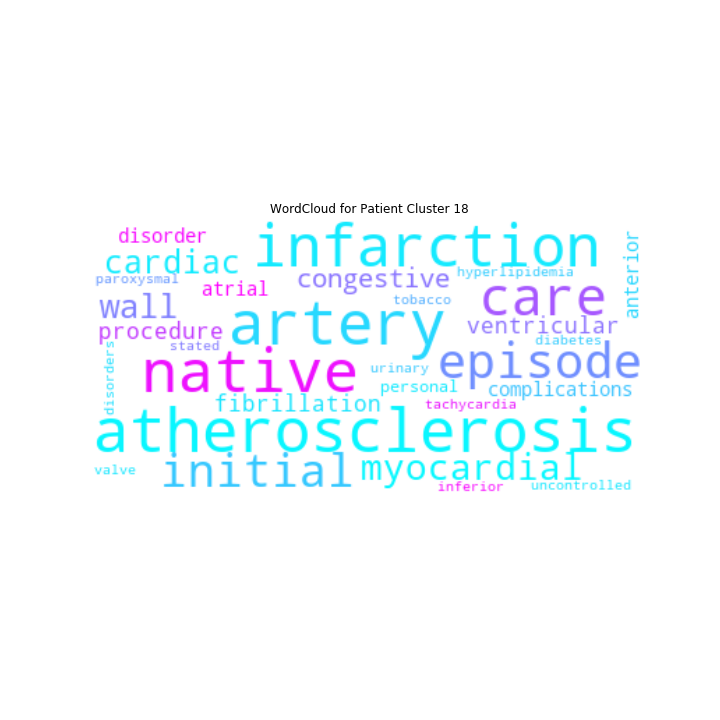 WordCloud for Patient Cluster 18
disorder
infarction
anterior
cardiac
congestive
hyperlipidemia
paroxysmal
atrial
care
wall
tobacco
artery
procedure
ventricular
stated
diabetes
disorders
native
episode
urinary
personal
complications
fibrillation
tachycardia
atherosclerosis
initial
myocardial
valve
inferior
uncontrolled